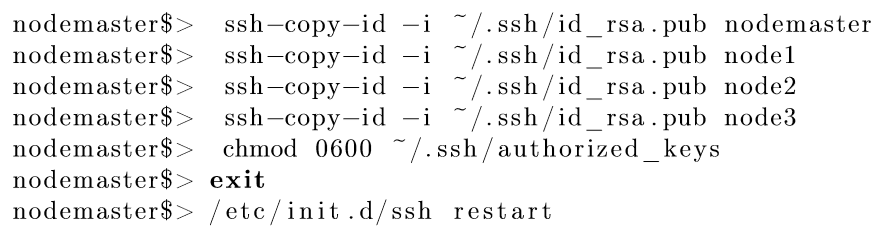 nodemaster$> ssh-copy-id -i ~/.ssh/id_rsa.pub nodemaster
nodemaster$> ssh-copy-id -i ~/.ssh/id_rsa.pub node1
nodemaster$> ssh-copy-id -i ~/.ssh/id_rsa.pub node2
nodemaster$> ssh-copy-id -i ~/.ssh/id_rsa.pub node3
nodemaster$> chmod 0600 ~/.ssh/authorized_keys
nodemaster$> exit
nodemaster$> /etc/init.d/ssh restart